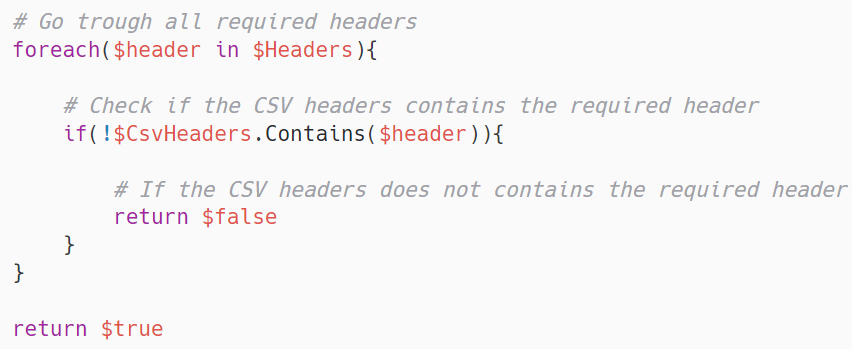 # Go trough all required headers
foreach($header in $Headers){
# Check if the CSV headers contains the required header
if(!$CsvHeaders.Contains($header)){
# If the CSV headers does not contains the required header
return $false
}
}
return $true